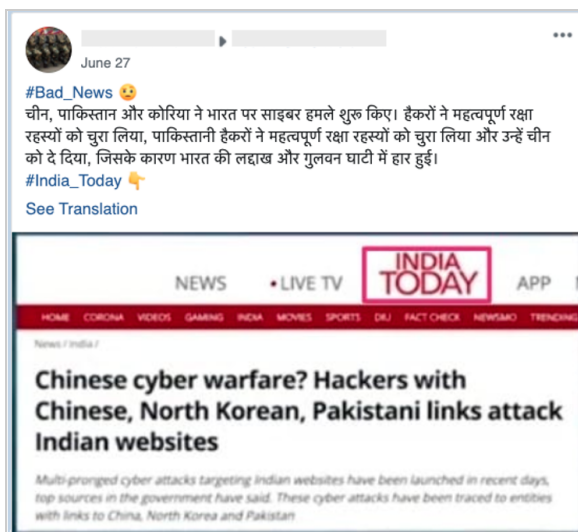 June 27
#Bad_News
चीन, पाकिस्तान और कोरिया ने भारत पर साइबर हमले शुरू किए। हैकरों ने महत्वपूर्ण रक्षा
रहस्यों को चुरा लिया, पाकिस्तानी हैकरों ने महत्वपूर्ण रक्षा रहस्यों को चुरा लिया और उन्हें चीन
को दे दिया, जिसके कारण भारत की लद्दाख और गुलवन घाटी में हार हुई।
#India_Today
See Translation
NEWS • LIVE TV INDIA TODAY APP
HOME CORONA VIDEOS GAMING INDIA MOVIES SPORTS DIU FACT CHECK NEWSMO TRENDING
News / India /
Chinese cyber warfare? Hackers with
Chinese, North Korean, Pakistani links attack
Indian websites
Multi-pronged cyber attacks targeting Indian websites have been launched in recent days,
top sources in the government have said. These cyber attacks have been traced to entities
with links to China, North Korea and Pakistan